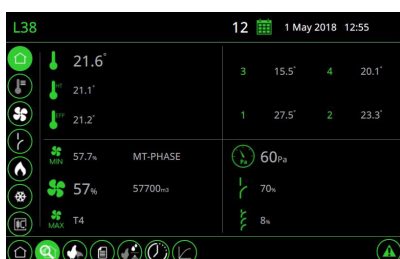 L38 12 1 May 2018 12:55
21.6°
HT 21.1°
EFF 21.2°
3 15.5° 4 20.1°
1 27.5° 2 23.3°
MIN 57.7% MT-PHASE
57% 57700m3
MAX T4
Pa 60Pa
70%
8%